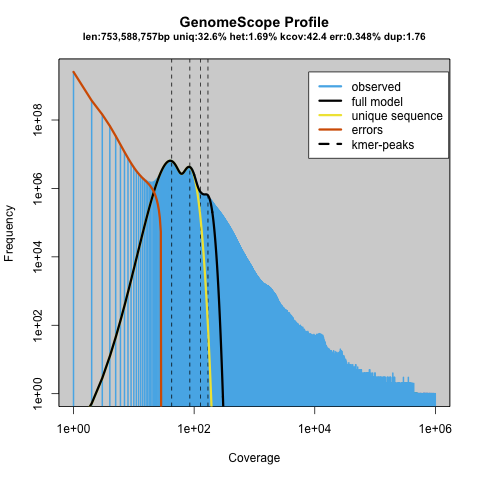 GenomeScope Profile
len:753,588,757bp uniq:32.6% het:1.69% kcov:42.4 err:0.348% dup:1.76
observed
full model
unique sequence
errors
kmer-peaks
Frequency
1e+08
1e+06
1e+04
1e+02
1e+00
1e+00 1e+02 1e+04 1e+06
Coverage